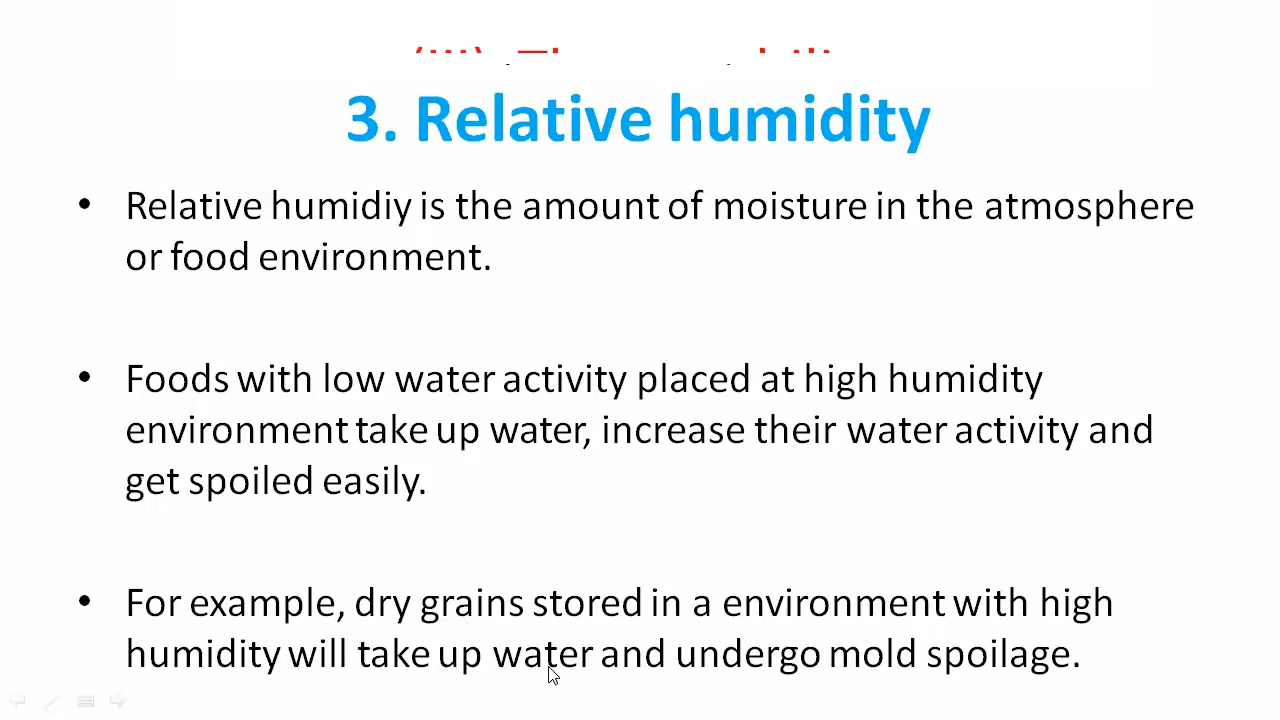 3. Relative humidity
• Relative humidiy is the amount of moisture in the atmosphere
or food environment.
• Foods with low water activity placed at high humidity
environment take up water, increase their water activity and
get spoiled easily.
• For example, dry grains stored in a environment with high
humidity will take up water and undergo mold spoilage.